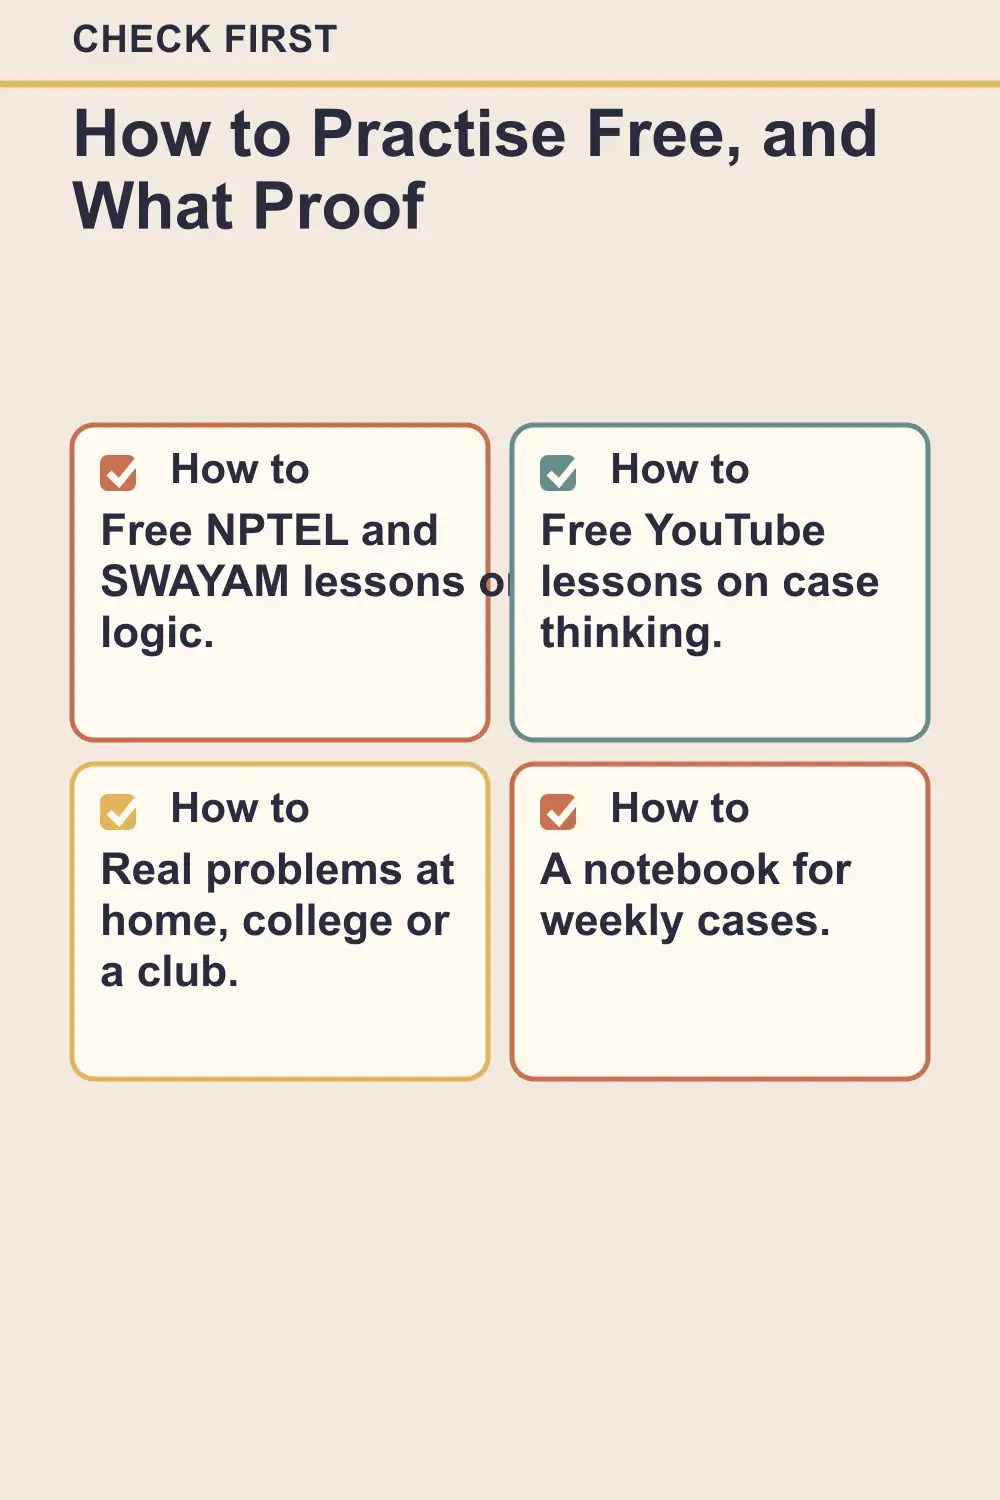 CHECK FIRST
How to Practise Free, and
What Proof
How to
Free NPTEL and
SWAYAM lessons
logic.
How to
Free YouTube
lessons on case
thinking.
How to
Real problems at
home, college or
a club.
How to
A notebook for
weekly cases.